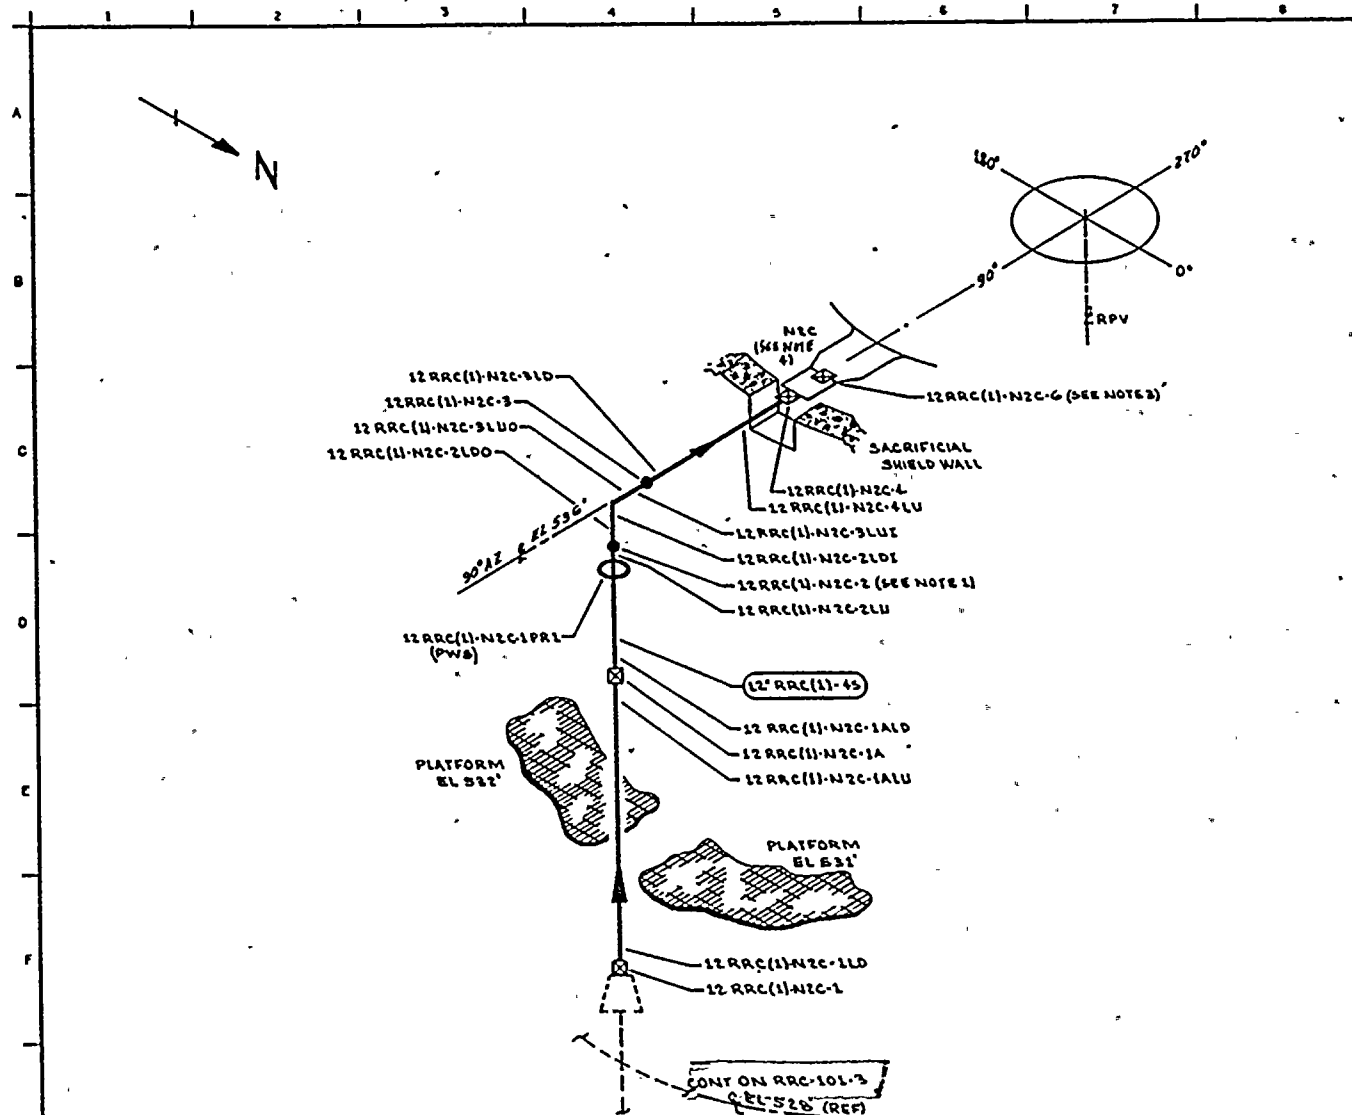 1 2 3 4 5 6 7 8
A
B
C
D
E
F
N
180°
270°
90°
0°
℄ RPV
N2C
(SEE NOTE
4)
12RRC(1)-N2C-6 (SEE NOTE 3)
SACRIFICIAL
SHIELD WALL
12RRC(1)-N2C-3LD
12RRC(1)-N2C-3
12RRC(1)-N2C-3LUO
12RRC(1)-N2C-2LDO
12RRC(1)-N2C-4
12RRC(1)-N2C-4LU
12RRC(1)-N2C-3LUI
12RRC(1)-N2C-2LDI
12RRC(1)-N2C-2 (SEE NOTE 1)
12RRC(1)-N2C-2LU
90° AZ ℄ EL 536'
12RRC(1)-N2C-1PR1
(PWS)
12" RRC(1)-4S
12RRC(1)-N2C-1ALD
12RRC(1)-N2C-1A
12RRC(1)-N2C-1ALU
PLATFORM
EL 532'
PLATFORM
EL 531'
12RRC(1)-N2C-1LD
12RRC(1)-N2C-1
CONT ON RRC-101-3
℄ EL 528' (REF)